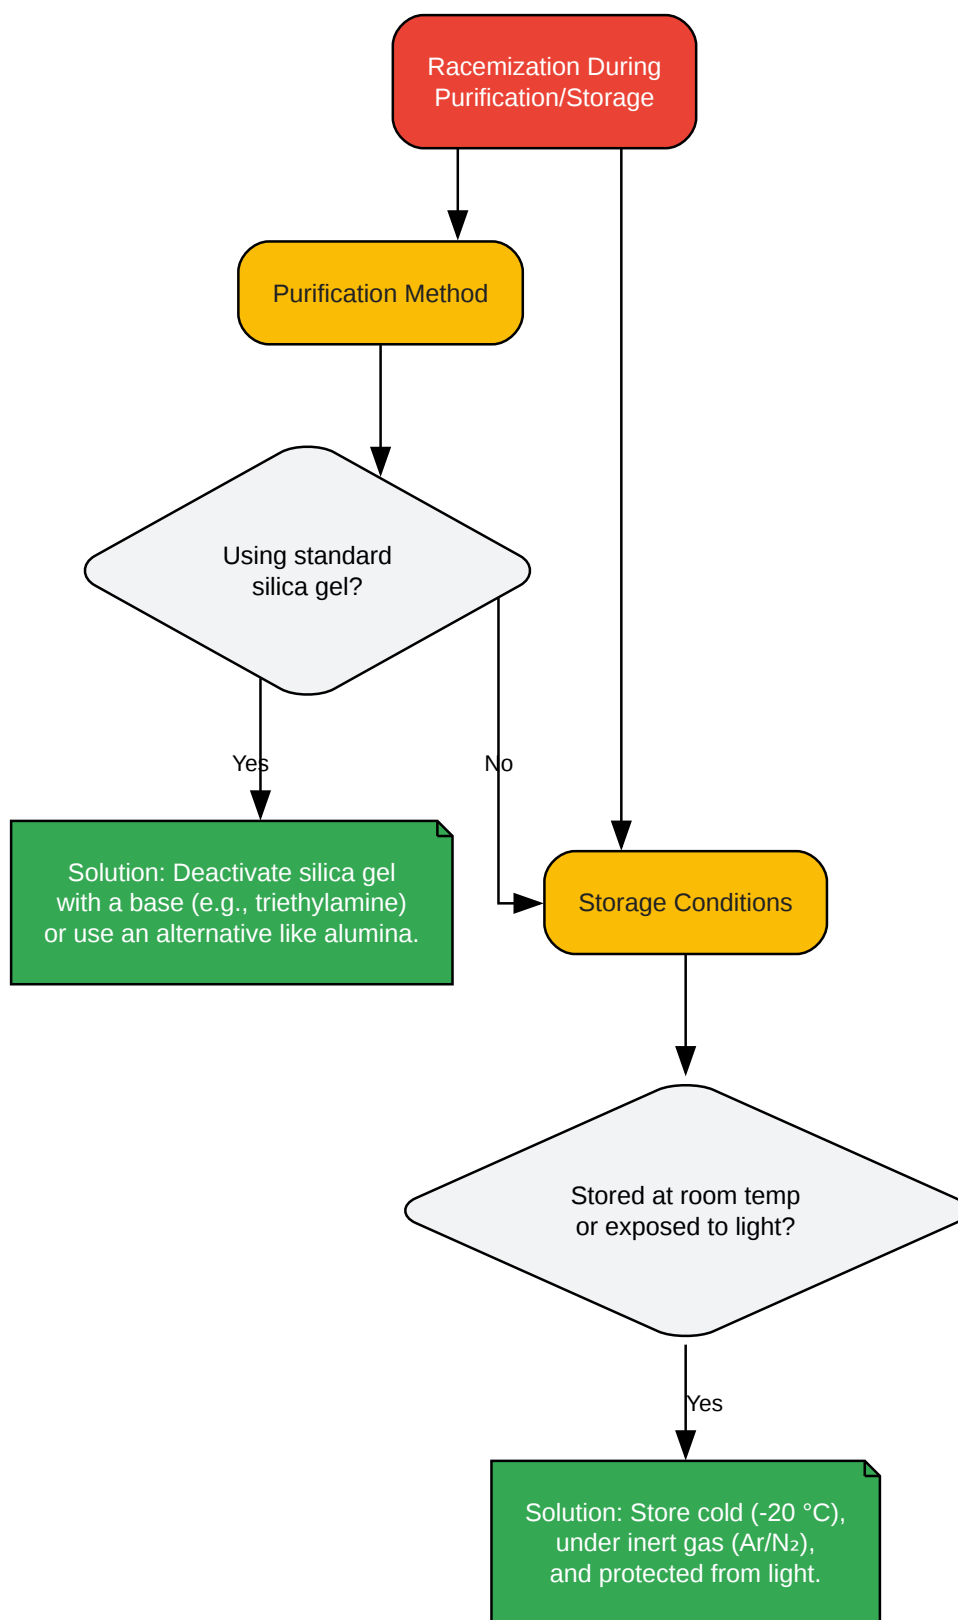 Racemization During
Purification/Storage
Purification Method
Using standard
silica gel?
Yes
No
Solution: Deactivate silica gel
with a base (e.g., triethylamine)
or use an alternative like alumina.
Storage Conditions
Stored at room temp
or exposed to light?
Yes
Solution: Store cold (-20 °C),
under inert gas (Ar/N₂),
and protected from light.